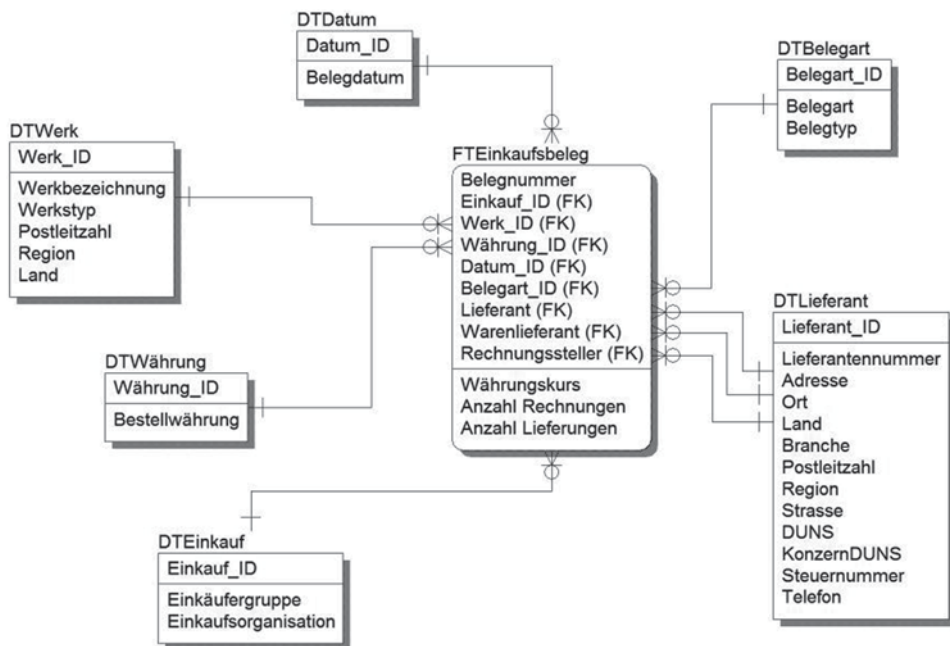 DTDatum
Datum_ID
Belegdatum
DTBelegart
Belegart_ID
Belegart
Belegtyp
DTWerk
Werk_ID
Werkbezeichnung
Werkstyp
Postleitzahl
Region
Land
FTEinkaufsbeleg
Belegnummer
Einkauf_ID (FK)
Werk_ID (FK)
Währung_ID (FK)
Datum_ID (FK)
Belegart_ID (FK)
Lieferant (FK)
Warenlieferant (FK)
Rechnungssteller (FK)
Währungskurs
Anzahl Rechnungen
Anzahl Lieferungen
DTLieferant
Lieferant_ID
Lieferantennummer
Adresse
Ort
Land
Branche
Postleitzahl
Region
Strasse
DUNS
KonzernDUNS
Steuernummer
Telefon
DTWährung
Währung_ID
Bestellwährung
DTEinkauf
Einkauf_ID
Einkäufergruppe
Einkaufsorganisation